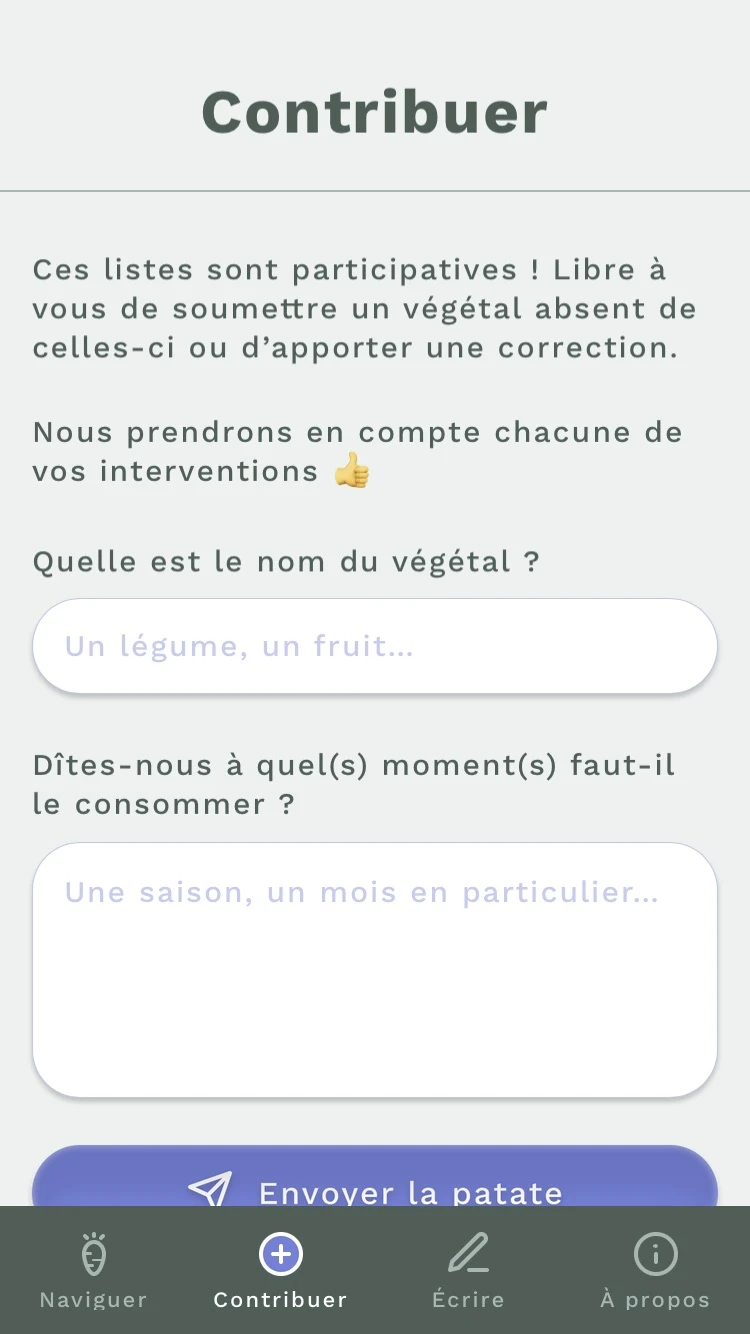 Contribuer
Ces listes sont participatives ! Libre à
vous de soumettre un végétal absent de
celles-ci ou d’apporter une correction.
Nous prendrons en compte chacune de
vos interventions 👍
Quelle est le nom du végétal ?
Un légume, un fruit...
Dîtes-nous à quel(s) moment(s) faut-il
le consommer ?
Une saison, un mois en particulier...
Envoyer la patate
Naviguer
Contribuer
Écrire
À propos